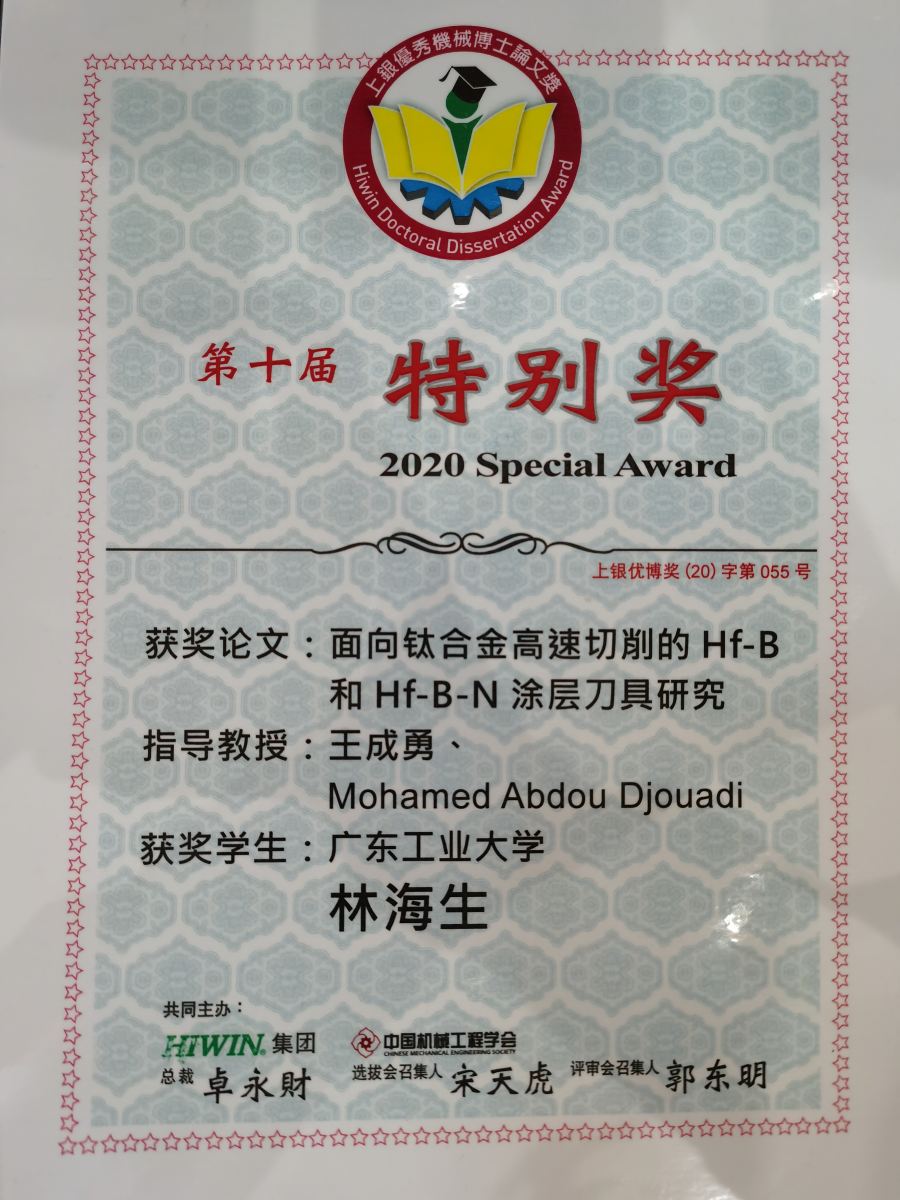 上銀優秀機械博士論文獎
Hiwin Doctoral Dissertation Award
第十届 特别奖
2020 Special Award
上银优博奖 (20) 字第 055 号
获奖论文：面向钛合金高速切削的 Hf-B
和 Hf-B-N 涂层刀具研究
指导教授：王成勇、
Mohamed Abdou Djouadi
获奖学生：广东工业大学
林海生
共同主办：
HIWIN. 集团 中国机械工程学会
CHINESE MECHANICAL ENGINEERING SOCIETY
总裁 卓永財 选拔会召集人 宋天虎 评审会召集人 郭东明